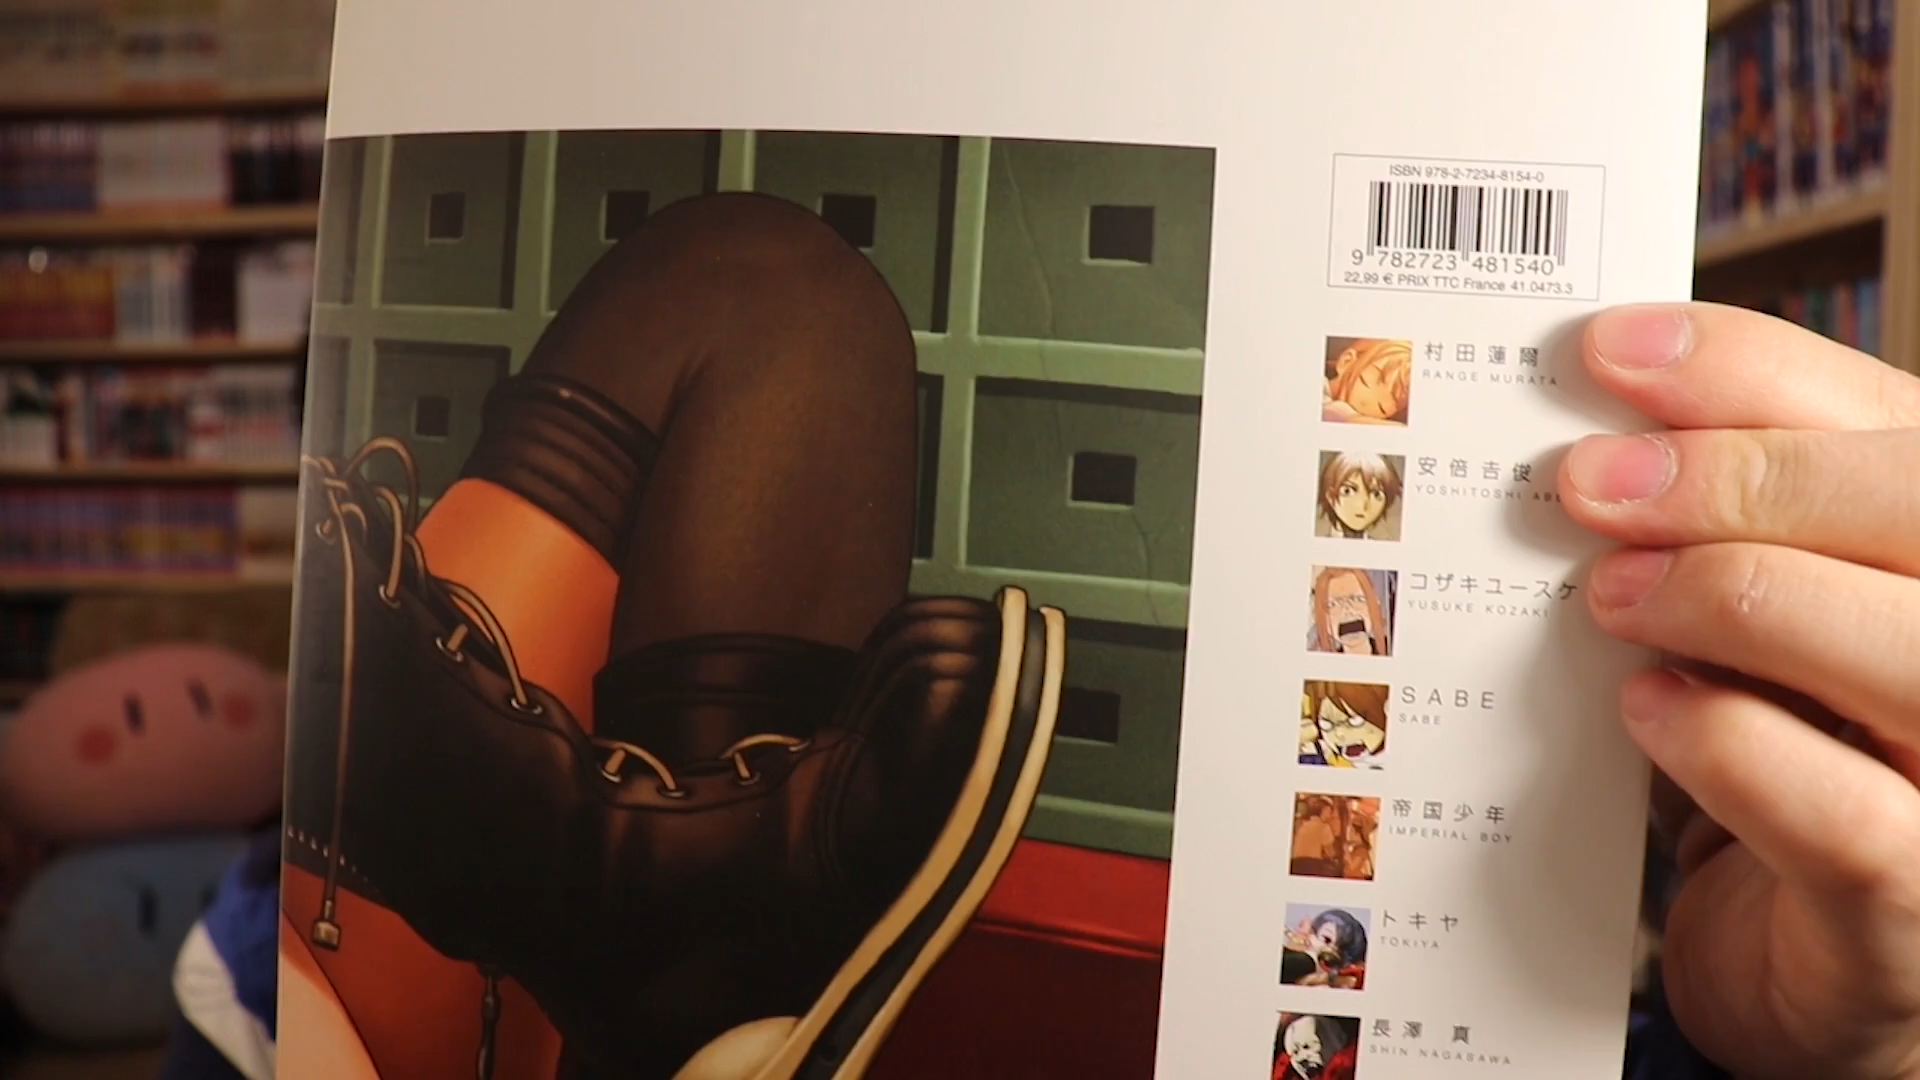 ISBN 978-2-7234-8154-0
9 782723 481540
22,99 € PRIX TTC France 41.0473.3
村田蓮爾
RANGE MURATA
安倍吉俊
YOSHITOSHI ABE
コザキユースケ
YUSUKE KOZAKI
SABE
SABE
帝国少年
IMPERIAL BOY
トキヤ
TOKIYA
長澤 真
SHIN NAGASAWA